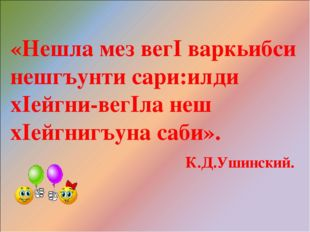 «Нешла мез вегI варкьибси
нешгъунти сари:илди
хIейгни-вегIла неш
хIейгнигъуна саби».
К.Д.Ушинский.